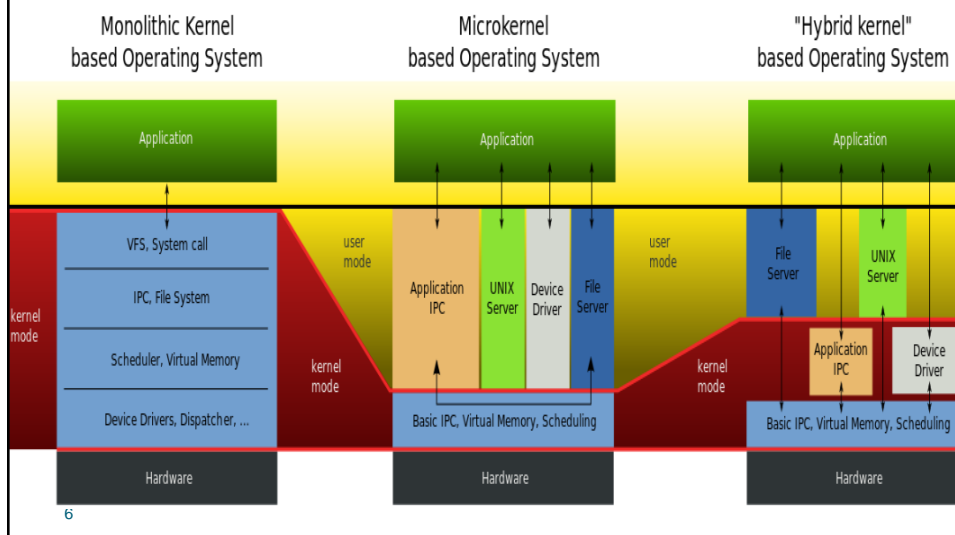 Monolithic Kernel
based Operating System
Microkernel
based Operating System
"Hybrid kernel"
based Operating System
Application
Application
Application
kernel
mode
VFS, System call
IPC, File System
Scheduler, Virtual Memory
Device Drivers, Dispatcher, ...
Hardware
user
mode
kernel
mode
Application
IPC
UNIX
Server
Device
Driver
File
Server
Basic IPC, Virtual Memory, Scheduling
Hardware
user
mode
kernel
mode
File
Server
UNIX
Server
Application
IPC
Device
Driver
Basic IPC, Virtual Memory, Scheduling
Hardware
6